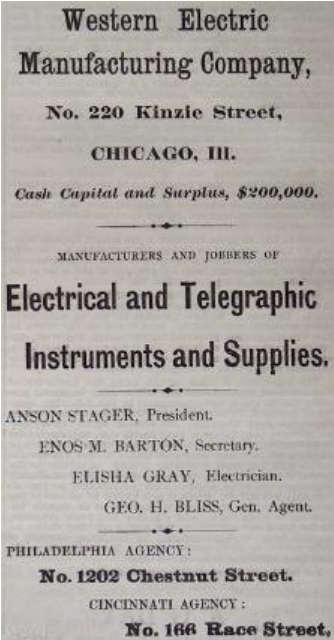 Western Electric
Manufacturing Company,
No. 220 Kinzie Street,
CHICAGO, Ill.
Cash Capital and Surplus, $200,000.
MANUFACTURERS AND JOBBERS OF
Electrical and Telegraphic
Instruments and Supplies.
ANSON STAGER, President.
ENOS M. BARTON, Secretary.
ELISHA GRAY, Electrician.
GEO. H. BLISS, Gen. Agent.
PHILADELPHIA AGENCY:
No. 1202 Chestnut Street.
CINCINNATI AGENCY:
No. 166 Race Street.